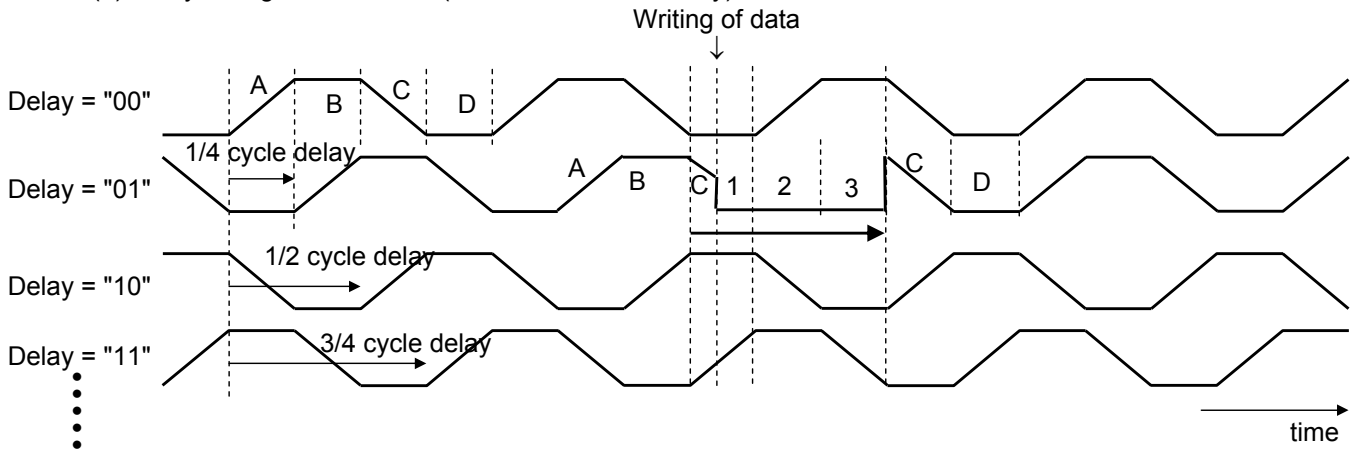 Writing of data
↓
Delay = "00"
A
B
C
D
1/4 cycle delay
Delay = "01"
A
B
C
1
2
3
C
D
1/2 cycle delay
Delay = "10"
3/4 cycle delay
Delay = "11"
time